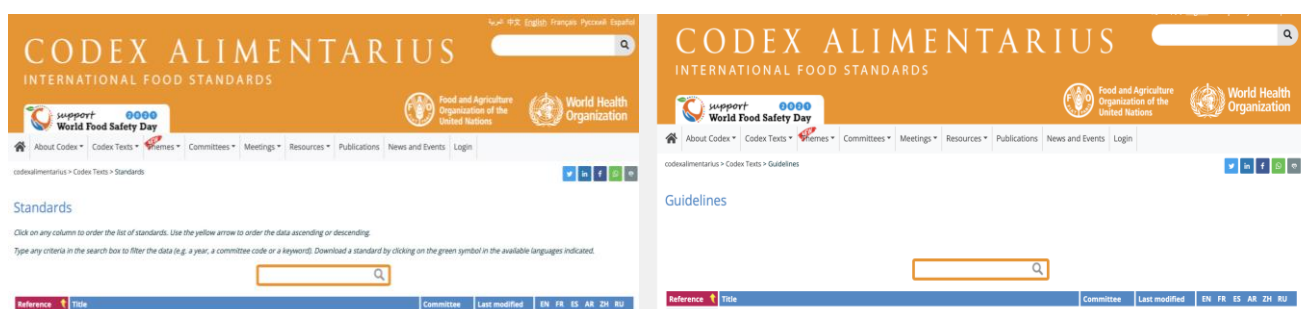 العربية 中文 English Français Русский Español
CODEX ALIMENTARIUS
INTERNATIONAL FOOD STANDARDS
support 2020
World Food Safety Day
Food and Agriculture
Organization of the
United Nations
World Health
Organization
About Codex Codex Texts Themes Committees Meetings Resources Publications News and Events Login
codexalimentarius > Codex Texts > Standards
Standards
Click on any column to order the list of standards. Use the yellow arrow to order the data ascending or descending.
Type any criteria in the search box to filter the data (e.g. a year, a committee code or a keyword). Download a standard by clicking on the green symbol in the available languages indicated.
Reference Title Committee Last modified EN FR ES AR ZH RU
CODEX ALIMENTARIUS
INTERNATIONAL FOOD STANDARDS
support 2020
World Food Safety Day
Food and Agriculture
Organization of the
United Nations
World Health
Organization
About Codex Codex Texts Themes Committees Meetings Resources Publications News and Events Login
codexalimentarius > Codex Texts > Guidelines
Guidelines
Reference Title Committee Last modified EN FR ES AR ZH RU